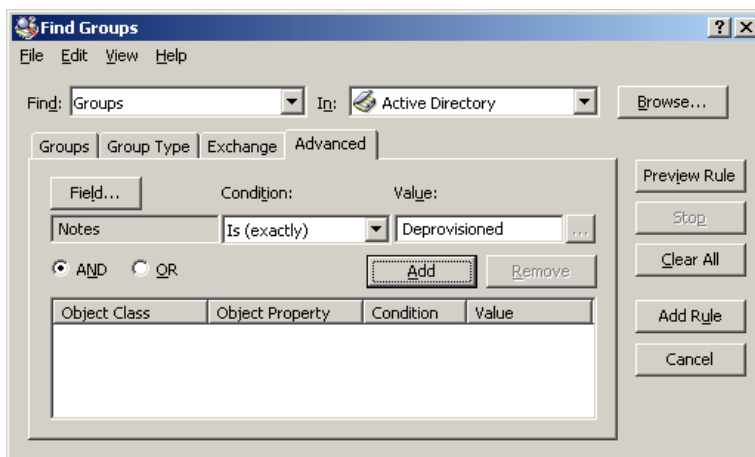 Find Groups
File Edit View Help
Find: Groups In: Active Directory Browse...
Groups Group Type Exchange Advanced
Field... Condition: Value:
Notes Is (exactly) Deprovisioned ...
AND OR Add Remove
Object Class Object Property Condition Value
Preview Rule
Stop
Clear All
Add Rule
Cancel